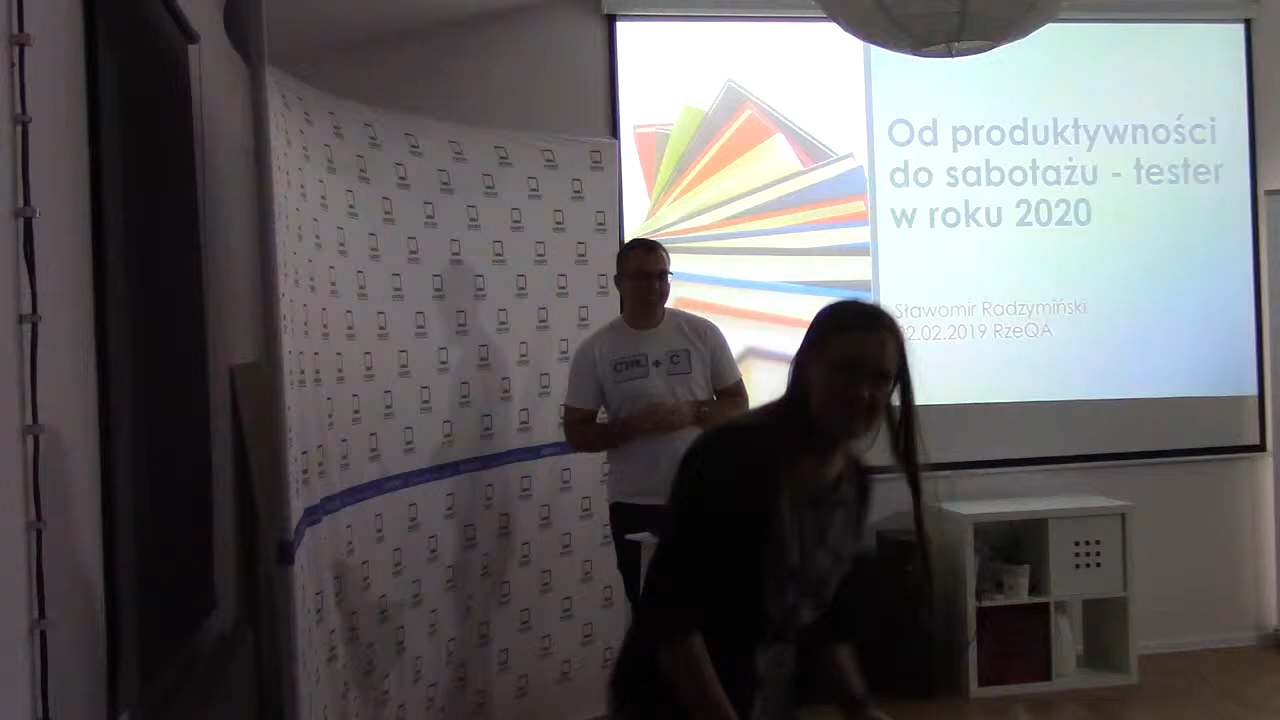 Od produktywności
do sabotażu - tester
w roku 2020
Sławomir Radzymiński
02.02.2019 RzeQA
CTRL + C